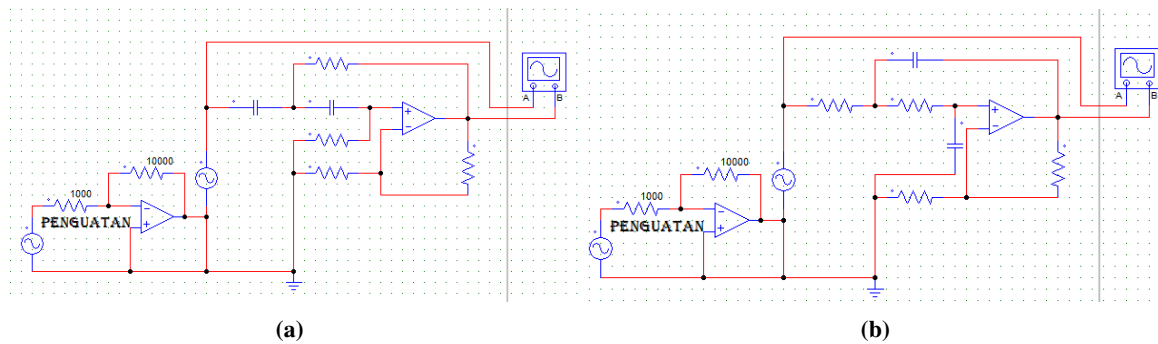 A B
10000
1000
PENGUATAN
+
−
−
+
(a)
A B
10000
1000
PENGUATAN
+
−
−
+
(b)